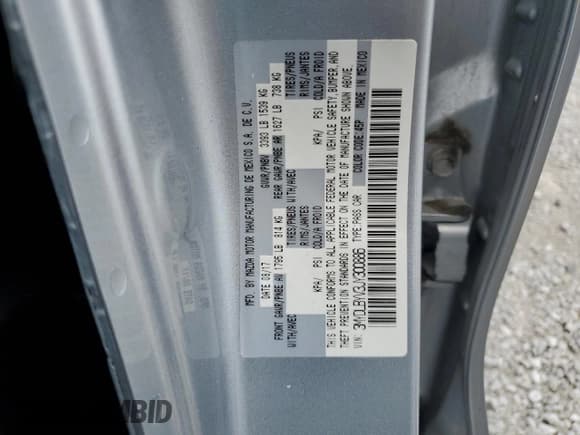 MFD. BY MAZDA MOTOR MANUFACTURING DE MEXICO S.A. DE C.V.
DATE 08/17 GVWR/PNBV 3393 LB 1539 KG
FRONT GAWR/PNBE AV 1795 LB 814 KG REAR GAWR/PNBE AR 1627 LB 738 KG
WITH/AVEC TIRES/PNEUS WITH/AVEC TIRES/PNEUS
RIMS/JANTES RIMS/JANTES
KPA/ PSI COLD/A FROID KPA/ PSI COLD/A FROID
THIS VEHICLE CONFORMS TO ALL APPLICABLE FEDERAL MOTOR VEHICLE SAFETY, BUMPER, AND
THEFT PREVENTION STANDARDS IN EFFECT ON THE DATE OF MANUFACTURE SHOWN ABOVE.
VIN: 3MYDLBYV3JY300886 TYPE:PASS.CAR COLOR CODE:45P MADE IN MEXICO